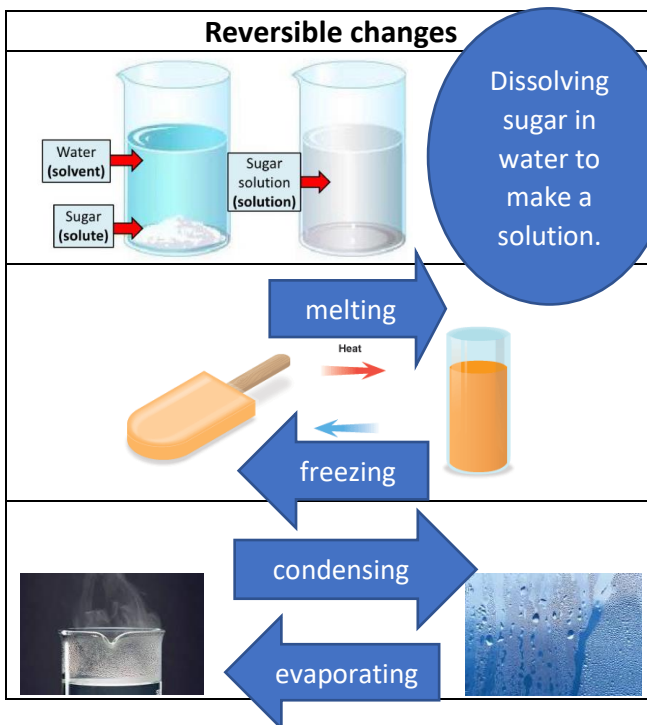 Reversible changes
Dissolving
sugar in
water to
make a
solution.
Water
(solvent)
Sugar
(solute)
Sugar
solution
(solution)
melting
Heat
freezing
condensing
evaporating